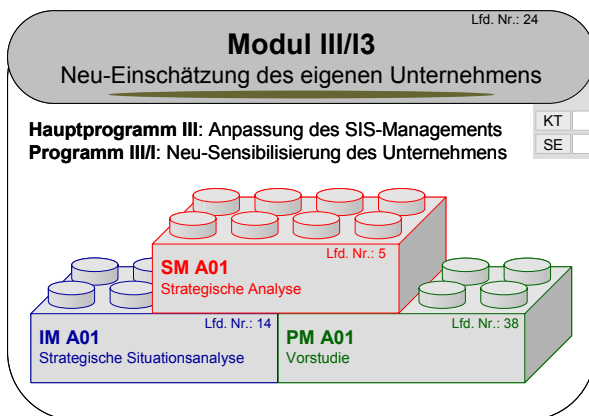 Lfd. Nr.: 24
Modul III/I3
Neu-Einschätzung des eigenen Unternehmens
Hauptprogramm III: Anpassung des SIS-Managements
Programm III/I: Neu-Sensibilisierung des Unternehmens
KT
SE
Lfd. Nr.: 5
SM A01
Strategische Analyse
Lfd. Nr.: 14
IM A01
Strategische Situationsanalyse
Lfd. Nr.: 38
PM A01
Vorstudie